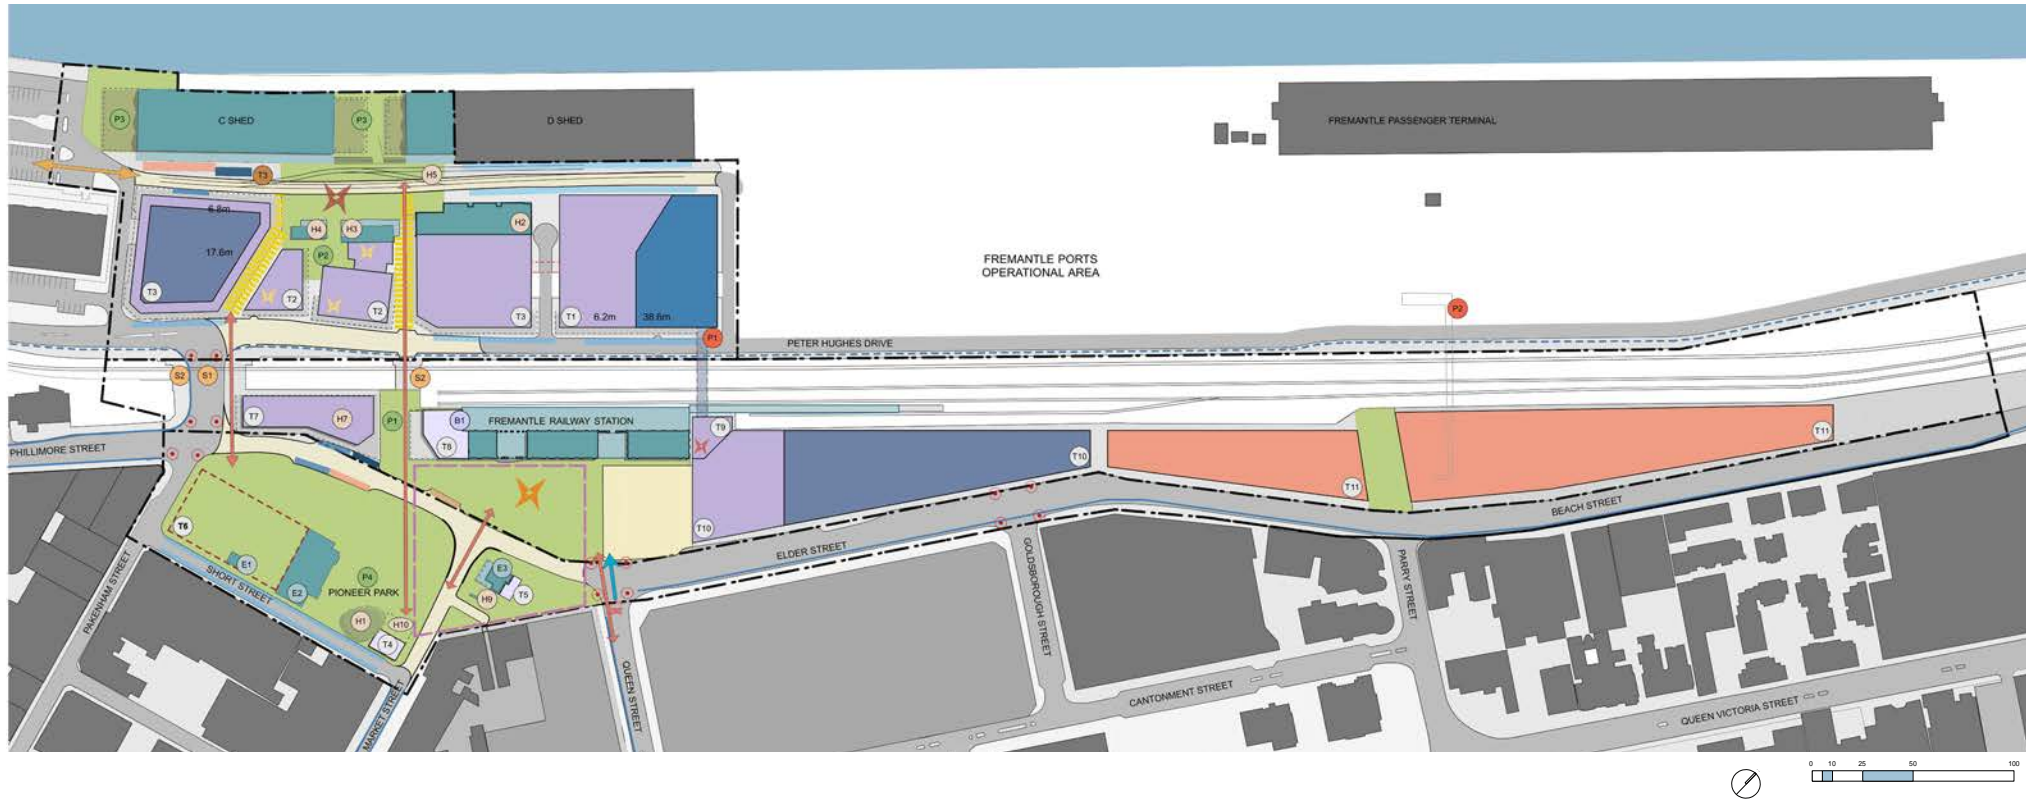 P3
C SHED
P3
D SHED
FREMANTLE PASSENGER TERMINAL
T3
H5
6.8m
17.6m
H4
H3
H2
P2
T3
T2
T2
T3
T1
6.2m
38.6m
FREMANTLE PORTS
OPERATIONAL AREA
P2
P1
PETER HUGHES DRIVE
S2
S1
S2
T7
H7
P1
B1
T8
FREMANTLE RAILWAY STATION
T9
T10
T10
T11
T11
PHILLIMORE STREET
T6
E1
E2
P4
PIONEER PARK
H1
H10
T4
E3
H9
T5
ELDER STREET
BEACH STREET
PAKENHAM STREET
SHORT STREET
MARKET STREET
QUEEN STREET
GOLDSBOROUGH STREET
PARRY STREET
CANTONMENT STREET
QUEEN VICTORIA STREET
0 10 25 50 100